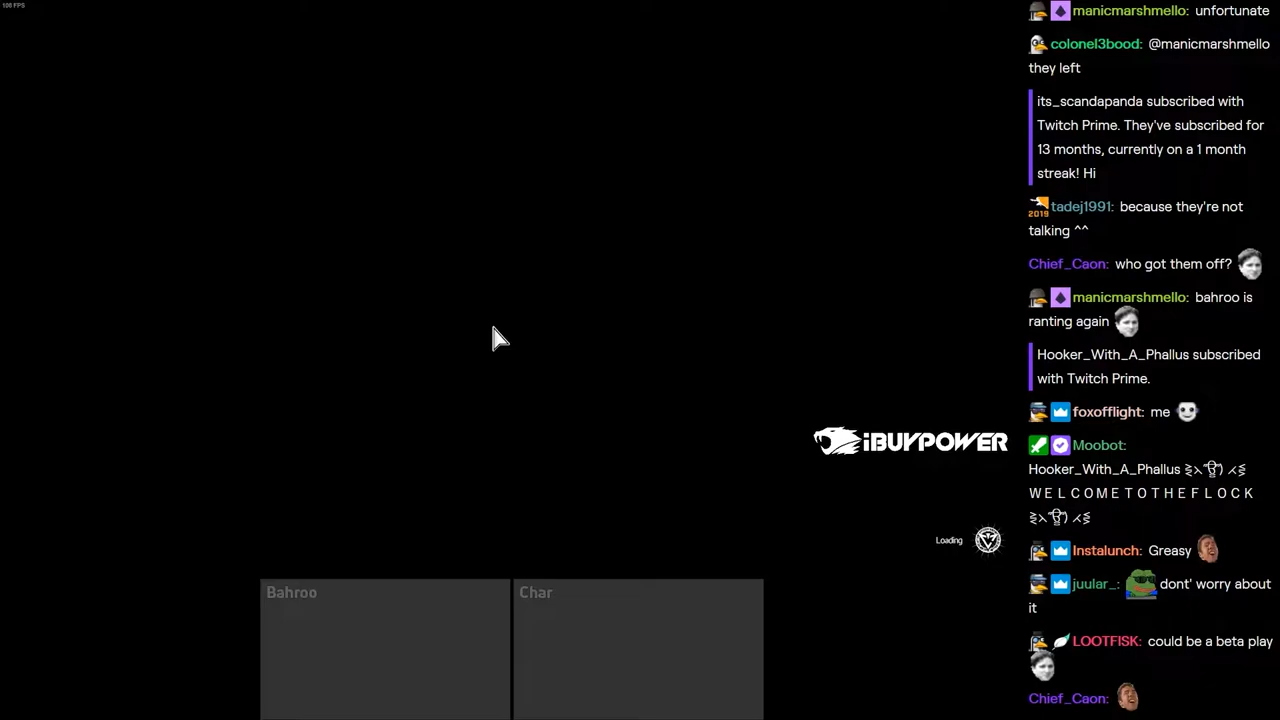 100 FPS
manicmarshmello: unfortunate
colonel3bood: @manicmarshmello
they left
its_scandapanda subscribed with
Twitch Prime. They've subscribed for
13 months, currently on a 1 month
streak! Hi
2019 tadej1991: because they're not
talking ^^
Chief_Caon: who got them off?
manicmarshmello: bahroo is
ranting again
Hooker_With_A_Phallus subscribed
with Twitch Prime.
foxofflight: me
iBUYPOWER
Moobot:
Hooker_With_A_Phallus
W E L C O M E T O T H E F L O C K
Loading
Instalunch: Greasy
juular_: dont' worry about
it
Bahroo
Char
LOOTFISK: could be a beta play
Chief_Caon: